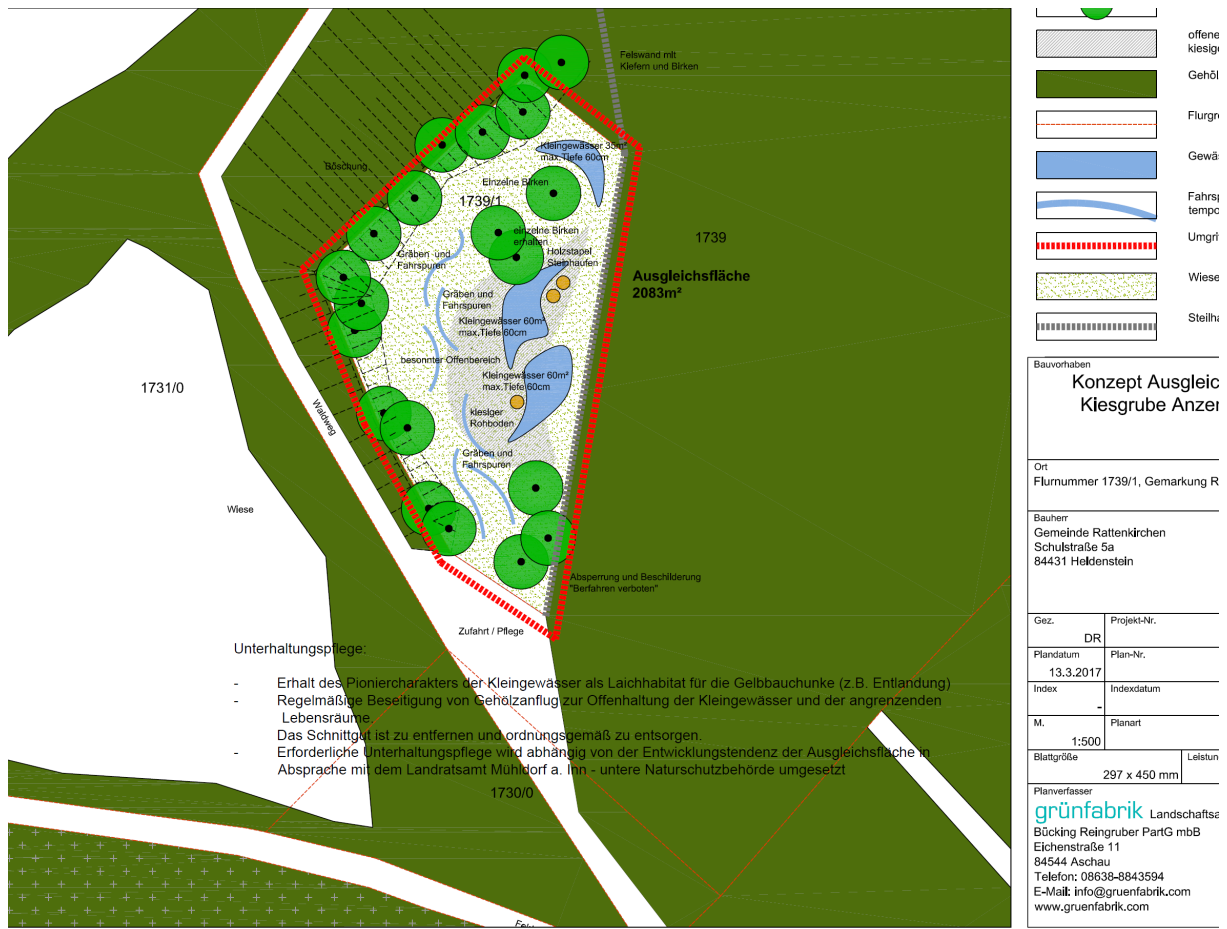 Felswand mit
Kiefern und Birken
Böschung
Kleingewässer 35m²
max.Tiefe 60cm
Einzelne Birken
1739/1
einzelne Birken
erhalten
Holzstapel
Steinhaufen
Gräben und
Fahrspuren
Gräben und
Fahrspuren
Kleingewässer 60m²
max.Tiefe 60cm
besonnter Offenbereich
Kleingewässer 60m²
max.Tiefe 60cm
kiesiger
Rohboden
Gräben und
Fahrspuren
1739
Ausgleichsfläche
2083m²
1731/0
Waldweg
Wiese
Absperrung und Beschilderung
"Berfahren verboten"
Zufahrt / Pflege
Unterhaltungspflege:
- Erhalt des Pioniercharakters der Kleingewässer als Laichhabitat für die Gelbbauchunke (z.B. Entlandung)
- Regelmäßige Beseitigung von Gehölzanflug zur Offenhaltung der Kleingewässer und der angrenzenden
Lebensräume.
Das Schnittgut ist zu entfernen und ordnungsgemäß zu entsorgen.
- Erforderliche Unterhaltungspflege wird abhängig von der Entwicklungstendenz der Ausgleichsfläche in
Absprache mit dem Landratsamt Mühldorf a. Inn - untere Naturschutzbehörde umgesetzt
1730/0
offene
kiesige
Gehöl
Flurgre
Gewäs
Fahrsp
tempo
Umgri
Wiese
Steilha
Bauvorhaben
Konzept Ausgleic
Kiesgrube Anzen
Ort
Flurnummer 1739/1, Gemarkung R
Bauherr
Gemeinde Rattenkirchen
Schulstraße 5a
84431 Heldenstein
Gez. Projekt-Nr.
DR
Plandatum Plan-Nr.
13.3.2017
Index Indexdatum
-
M. Planart
1:500
Blattgröße Leistun
297 x 450 mm
Planverfasser
grünfabrik Landschaftsa
Bücking Reingruber PartG mbB
Eichenstraße 11
84544 Aschau
Telefon: 08638-8843594
E-Mail: info@gruenfabrik.com
www.gruenfabrik.com